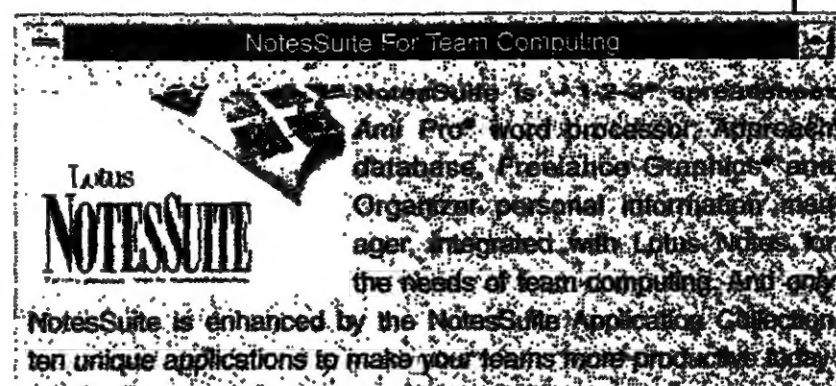 NotesSuite For Team Computing
Lotus
NOTESSUITE
NotesSuite is 1-2-3® spreadsheet
Ami Pro® word processor, Approach
database, Freelance Graphics® and
Organizer personal information man-
ager, integrated with Lotus Notes for
the needs of team computing. And only
NotesSuite is enhanced by the NotesSuite Application Collection
ten unique applications to make your teams more productive today